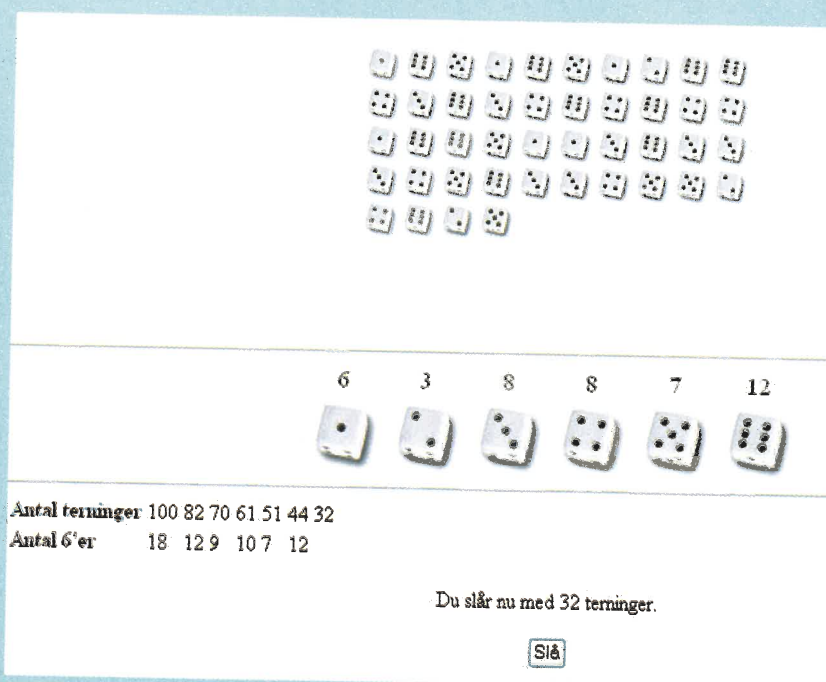 6 3 8 8 7 12
Antal terninger 100 82 70 61 51 44 32
Antal 6'er 18 12 9 10 7 12
Du slår nu med 32 terninger.
Slå